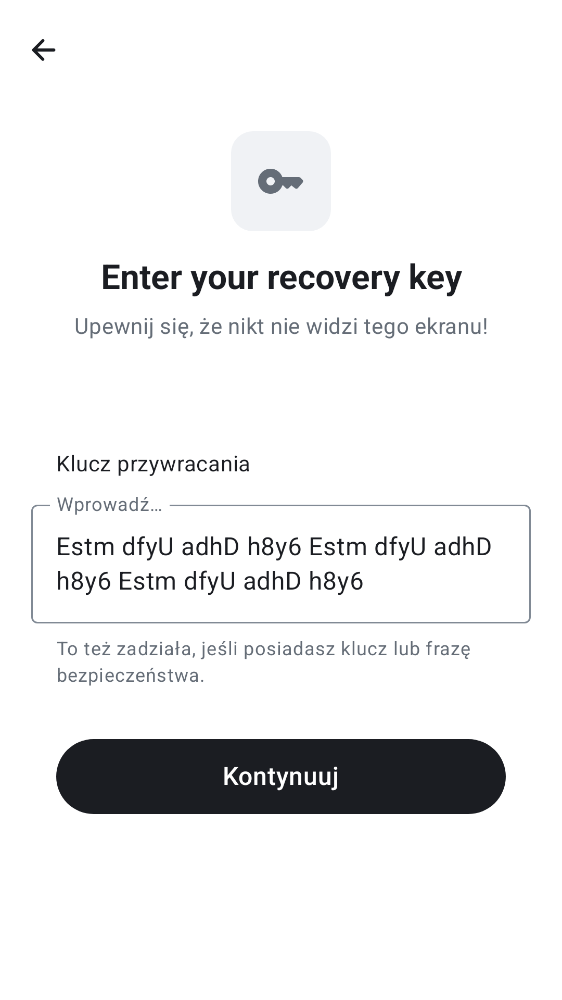 Enter your recovery key
Upewnij się, że nikt nie widzi tego ekranu!
Klucz przywracania
Wprowadź…
Estm dfyU adhD h8y6 Estm dfyU adhD
h8y6 Estm dfyU adhD h8y6
To też zadziała, jeśli posiadasz klucz lub frazę
bezpieczeństwa.
Kontynuuj